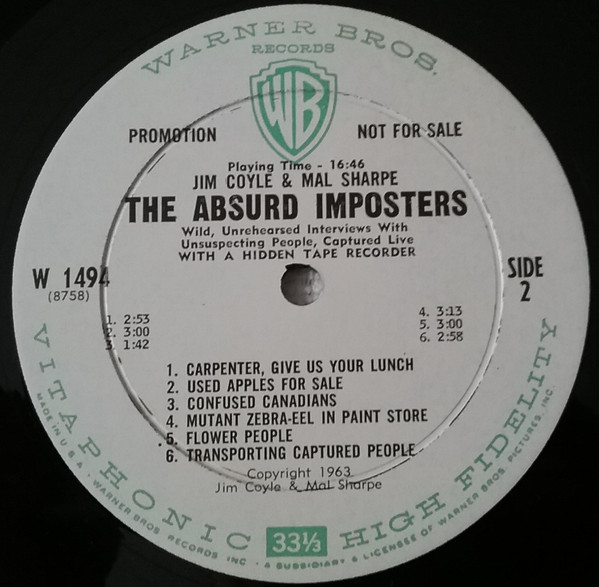 WARNER BROS.
RECORDS
WB
PROMOTION NOT FOR SALE
Playing Time - 16:46
JIM COYLE & MAL SHARPE
THE ABSURD IMPOSTERS
Wild, Unrehearsed Interviews With
Unsuspecting People, Captured Live
WITH A HIDDEN TAPE RECORDER
W 1494
(8758)
SIDE
2
1. 2:53
2. 3:00
3. 1:42
4. 3:13
5. 3:00
6. 2:58
1. CARPENTER, GIVE US YOUR LUNCH
2. USED APPLES FOR SALE
3. CONFUSED CANADIANS
4. MUTANT ZEBRA-EEL IN PAINT STORE
5. FLOWER PEOPLE
6. TRANSPORTING CAPTURED PEOPLE
Copyright 1963
Jim Coyle & Mal Sharpe
VITAPHONIC 33⅓ HIGH FIDELITY
MADE IN U.S.A. • WARNER BROS. RECORDS INC. • A SUBSIDIARY & LICENSEE OF WARNER BROS. PICTURES, INC.